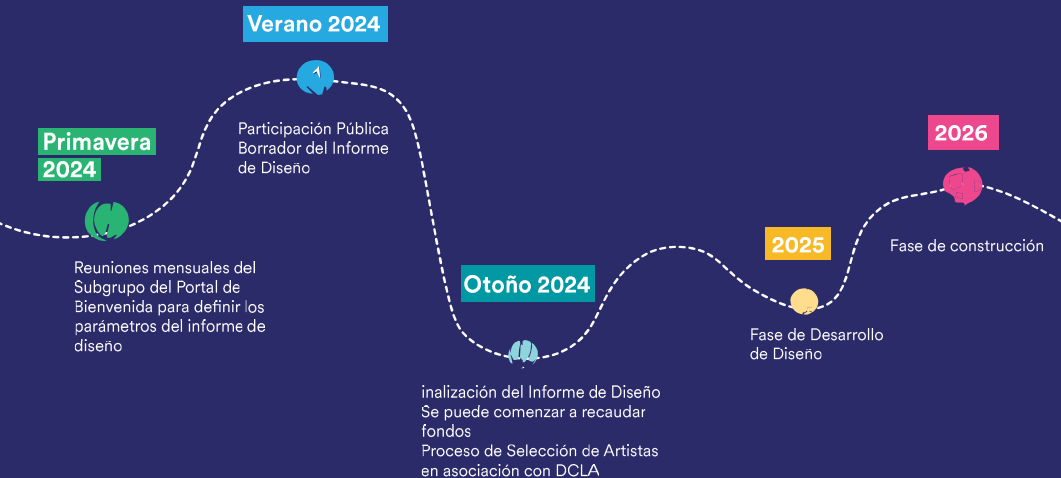 Primavera
2024
Reuniones mensuales del
Subgrupo del Portal de
Bienvenida para definir los
parámetros del informe de
diseño
Verano 2024
Participación Pública
Borrador del Informe
de Diseño
Otoño 2024
inalización del Informe de Diseño
Se puede comenzar a recaudar
fondos
Proceso de Selección de Artistas
en asociación con DCLA
2025
Fase de Desarrollo
de Diseño
2026
Fase de construcción